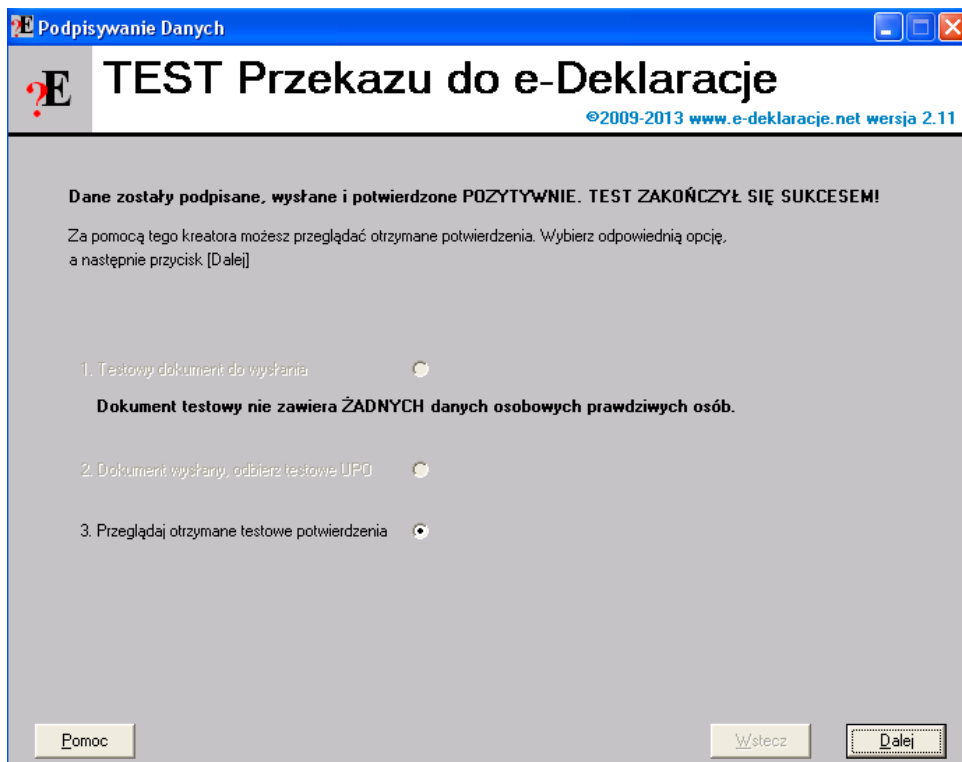 ?E Podpisywanie Danych
?E TEST Przekazu do e-Deklaracje
©2009-2013 www.e-deklaracje.net wersja 2.11
Dane zostały podpisane, wysłane i potwierdzone POZYTYWNIE. TEST ZAKOŃCZYŁ SIĘ SUKCESEM!
Za pomocą tego kreatora możesz przeglądać otrzymane potwierdzenia. Wybierz odpowiednią opcję,
a następnie przycisk [Dalej]
1. Testowy dokument do wysłania
Dokument testowy nie zawiera ŻADNYCH danych osobowych prawdziwych osób.
2. Dokument wysłany, odbierz testowe UPO
3. Przeglądaj otrzymane testowe potwierdzenia
Pomoc Wstecz Dalej